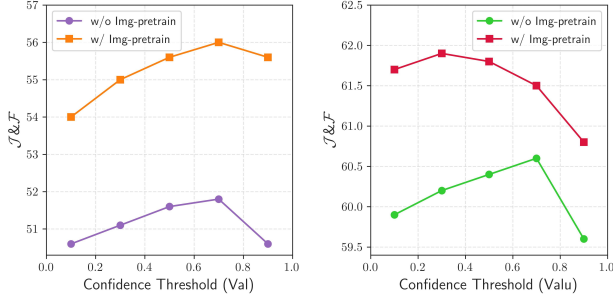 57
56
55
54
53
52
51
0.0 0.2 0.4 0.6 0.8 1.0
𝒥&ℱ
Confidence Threshold (Val)
w/o Img-pretrain
w/ Img-pretrain
62.5
62.0
61.5
61.0
60.5
60.0
59.5
0.0 0.2 0.4 0.6 0.8 1.0
𝒥&ℱ
Confidence Threshold (Valu)
w/o Img-pretrain
w/ Img-pretrain